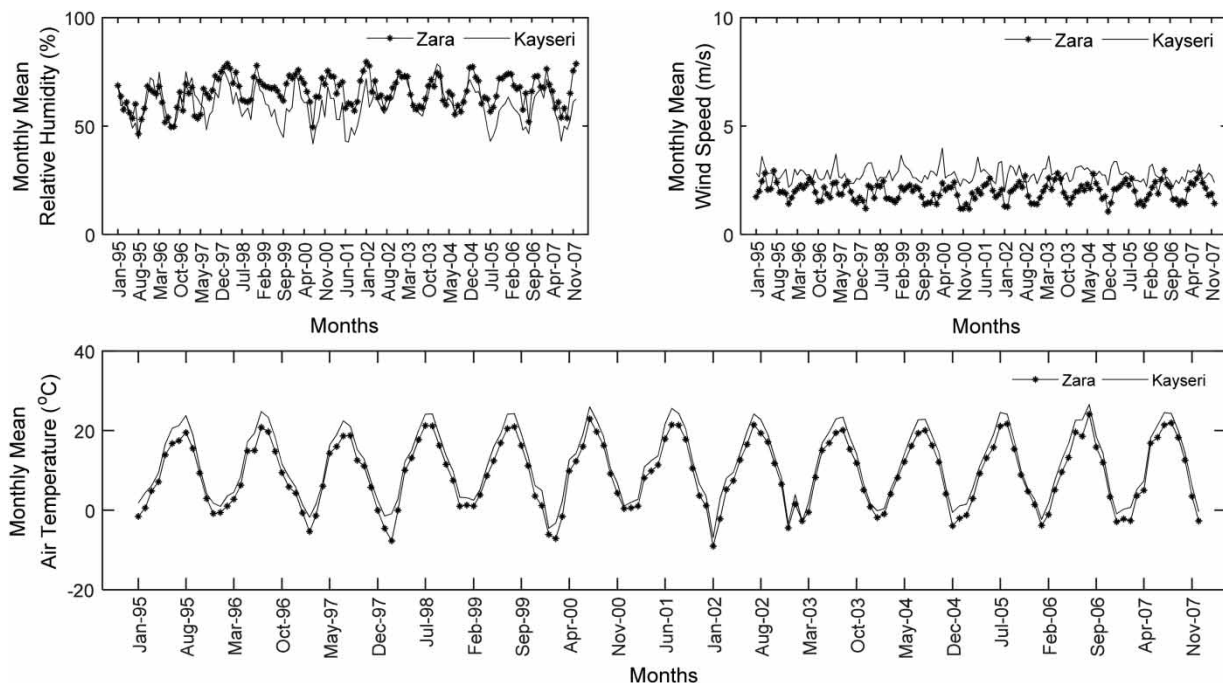 Monthly Mean
Relative Humidity (%)
100
50
0
Zara
Kayseri
Jan-95
Aug-95
Mar-96
Oct-96
May-97
Dec-97
Jul-98
Feb-99
Sep-99
Apr-00
Nov-00
Jun-01
Jan-02
Aug-02
Mar-03
Oct-03
May-04
Dec-04
Jul-05
Feb-06
Sep-06
Apr-07
Nov-07
Months
Monthly Mean
Wind Speed (m/s)
10
5
0
Zara
Kayseri
Jan-95
Aug-95
Mar-96
Oct-96
May-97
Dec-97
Jul-98
Feb-99
Sep-99
Apr-00
Nov-00
Jun-01
Jan-02
Aug-02
Mar-03
Oct-03
May-04
Dec-04
Jul-05
Feb-06
Sep-06
Apr-07
Nov-07
Months
Monthly Mean
Air Temperature (°C)
40
20
0
-20
Zara
Kayseri
Jan-95
Aug-95
Mar-96
Oct-96
May-97
Dec-97
Jul-98
Feb-99
Sep-99
Apr-00
Nov-00
Jun-01
Jan-02
Aug-02
Mar-03
Oct-03
May-04
Dec-04
Jul-05
Feb-06
Sep-06
Apr-07
Nov-07
Months